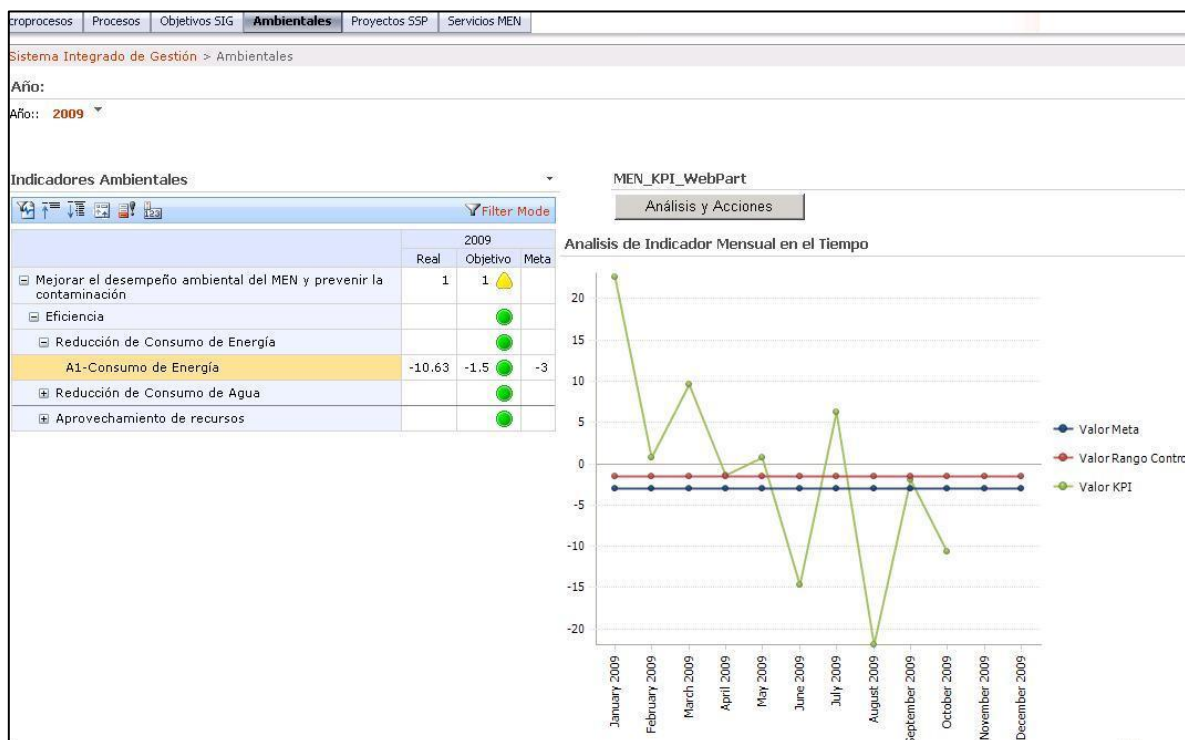 croprocesos Procesos Objetivos SIG Ambientales Proyectos SSP Servicios MEN
Sistema Integrado de Gestión > Ambientales
Año:
Año:: 2009
Indicadores Ambientales
Filter Mode
2009
Real Objetivo Meta
Mejorar el desempeño ambiental del MEN y prevenir la
contaminación
1 1
Eficiencia
Reducción de Consumo de Energía
A1-Consumo de Energía -10.63 -1.5 -3
Reducción de Consumo de Agua
Aprovechamiento de recursos
MEN_KPI_WebPart
Análisis y Acciones
Analisis de Indicador Mensual en el Tiempo
20
15
10
5
0
-5
-10
-15
-20
January 2009
February 2009
March 2009
April 2009
May 2009
June 2009
July 2009
August 2009
September 2009
October 2009
November 2009
December 2009
Valor Meta
Valor Rango Contro
Valor KPI